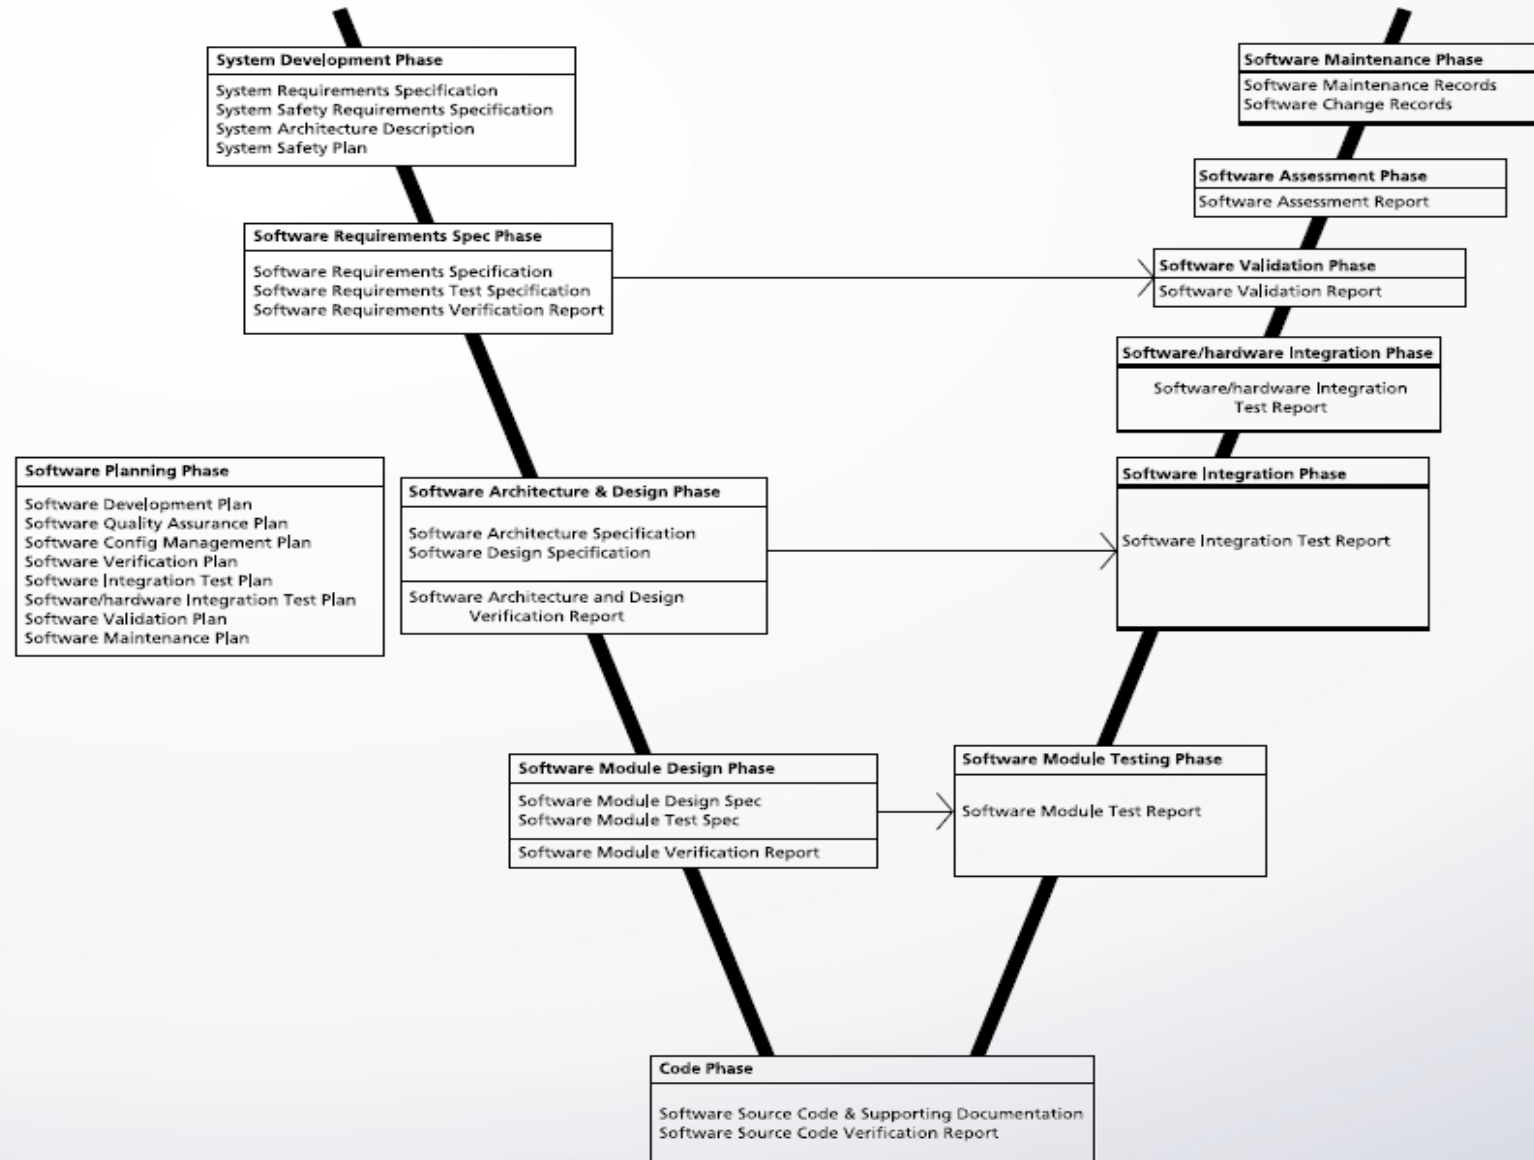 System Development Phase
System Requirements Specification
System Safety Requirements Specification
System Architecture Description
System Safety Plan
Software Requirements Spec Phase
Software Requirements Specification
Software Requirements Test Specification
Software Requirements Verification Report
Software Planning Phase
Software Development Plan
Software Quality Assurance Plan
Software Config Management Plan
Software Verification Plan
Software Integration Test Plan
Software/hardware Integration Test Plan
Software Validation Plan
Software Maintenance Plan
Software Architecture & Design Phase
Software Architecture Specification
Software Design Specification
Software Architecture and Design
Verification Report
Software Module Design Phase
Software Module Design Spec
Software Module Test Spec
Software Module Verification Report
Code Phase
Software Source Code & Supporting Documentation
Software Source Code Verification Report
Software Module Testing Phase
Software Module Test Report
Software Integration Phase
Software Integration Test Report
Software/hardware Integration Phase
Software/hardware Integration
Test Report
Software Validation Phase
Software Validation Report
Software Assessment Phase
Software Assessment Report
Software Maintenance Phase
Software Maintenance Records
Software Change Records